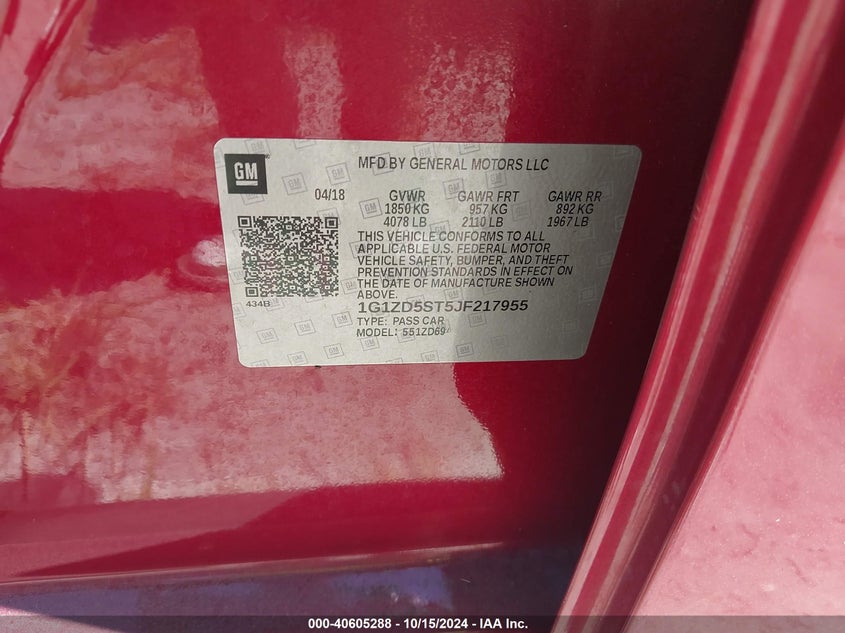 GM
MFD BY GENERAL MOTORS LLC
04/18 GVWR GAWR FRT GAWR RR
1850 KG 957 KG 892 KG
4078 LB 2110 LB 1967 LB
THIS VEHICLE CONFORMS TO ALL
APPLICABLE U.S. FEDERAL MOTOR
VEHICLE SAFETY, BUMPER, AND THEFT
PREVENTION STANDARDS IN EFFECT ON
THE DATE OF MANUFACTURE SHOWN
ABOVE.
434B
1G1ZD5ST5JF217955
TYPE: PASS CAR
MODEL:
000-40605288 - 10/15/2024 - IAA Inc.